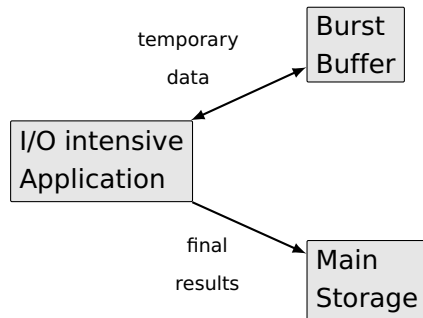 temporary
data
Burst
Buffer
I/O intensive
Application
final
results
Main
Storage